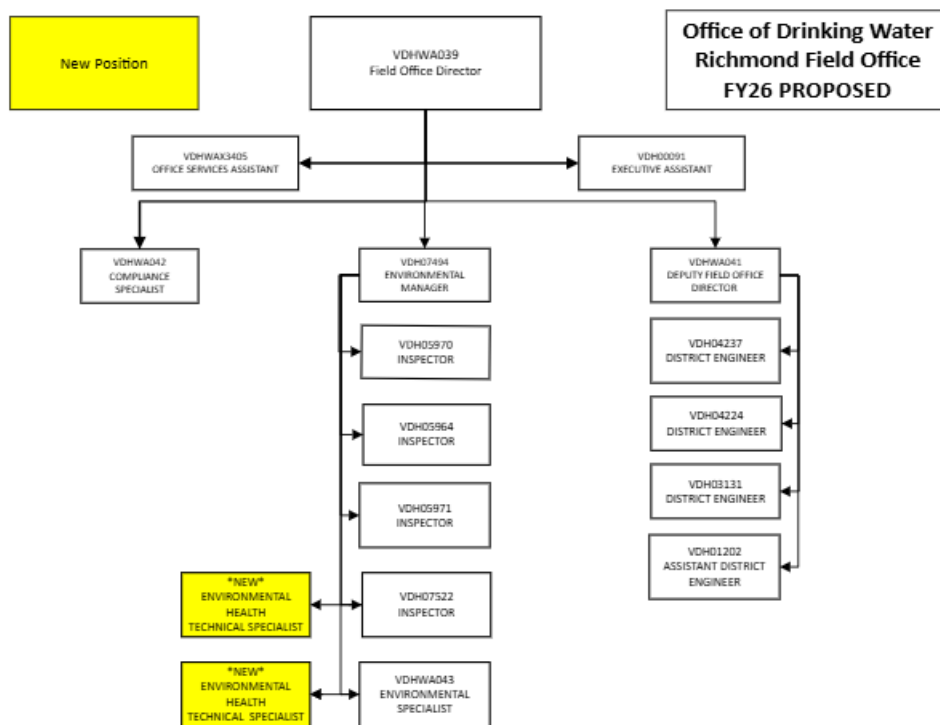 New Position
VDHWA039
Field Office Director
Office of Drinking Water
Richmond Field Office
FY26 PROPOSED
VDHWAX3405
OFFICE SERVICES ASSISTANT
VDH00091
EXECUTIVE ASSISTANT
VDHWA042
COMPLIANCE
SPECIALIST
VDH07494
ENVIRONMENTAL
MANAGER
VDHWA041
DEPUTY FIELD OFFICE
DIRECTOR
VDH05970
INSPECTOR
VDH04237
DISTRICT ENGINEER
VDH05964
INSPECTOR
VDH04224
DISTRICT ENGINEER
VDH05971
INSPECTOR
VDH03131
DISTRICT ENGINEER
*NEW*
ENVIRONMENTAL
HEALTH
TECHNICAL SPECIALIST
VDH07522
INSPECTOR
VDH01202
ASSISTANT DISTRICT
ENGINEER
*NEW*
ENVIRONMENTAL
HEALTH
TECHNICAL SPECIALIST
VDHWA043
ENVIRONMENTAL
SPECIALIST